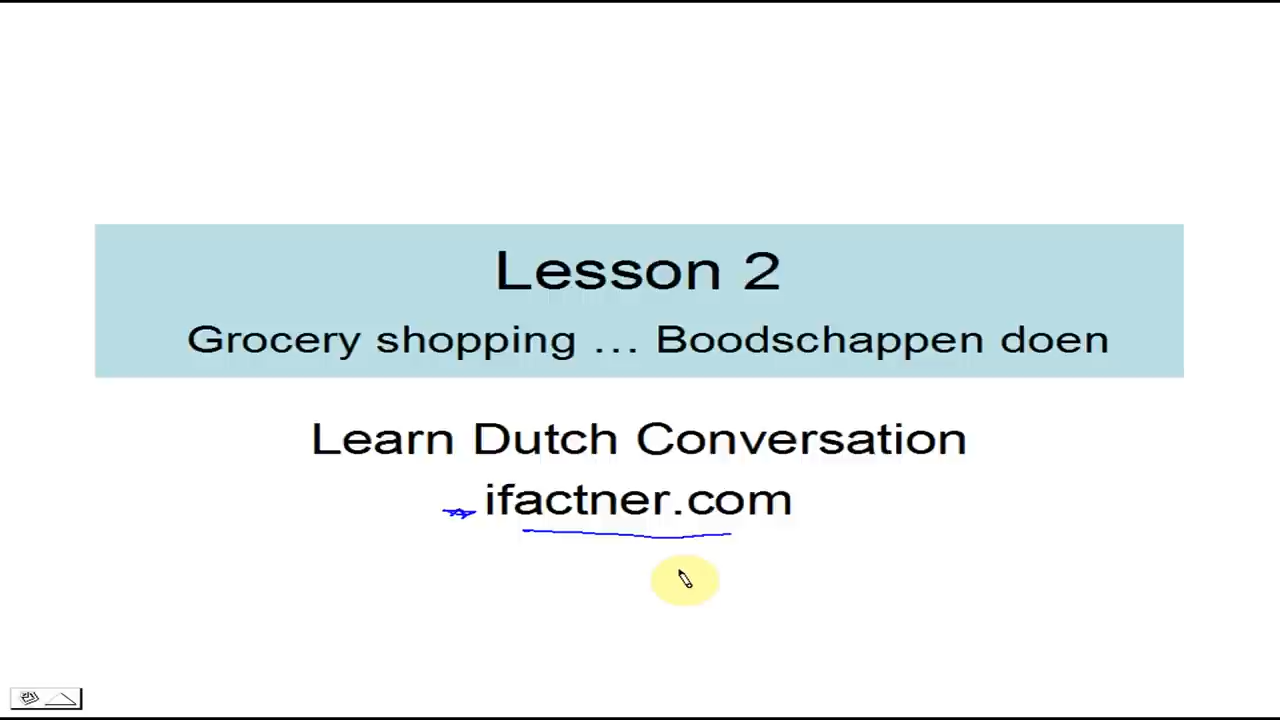 Lesson 2
Grocery shopping ... Boodschappen doen
Learn Dutch Conversation
ifactner.com